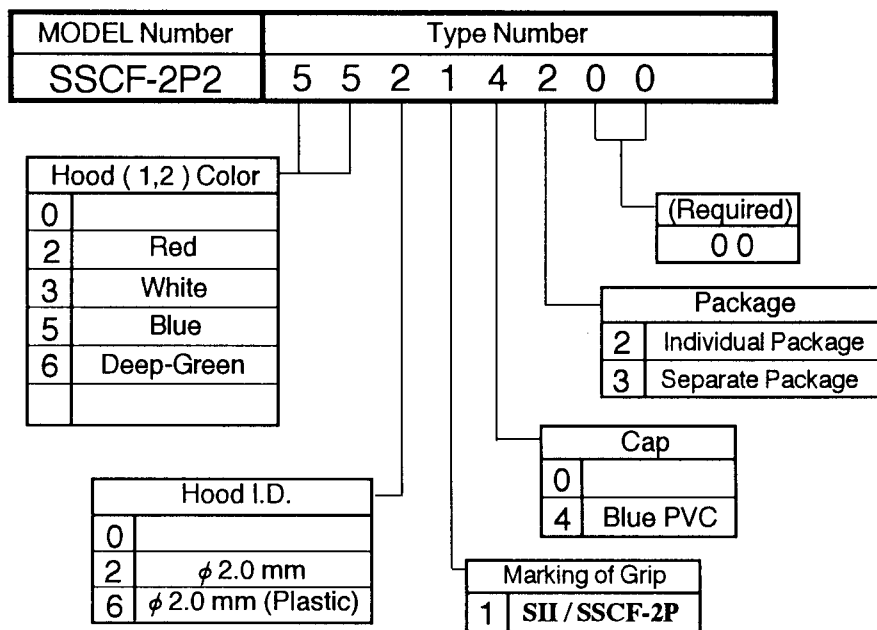 MODEL Number Type Number
SSCF-2P2 5 5 2 1 4 2 0 0
Hood ( 1,2 ) Color
0
2 Red
3 White
5 Blue
6 Deep-Green
(Required)
0 0
Package
2 Individual Package
3 Separate Package
Cap
0
4 Blue PVC
Hood I.D.
0
2 ϕ 2.0 mm
6 ϕ 2.0 mm (Plastic)
Marking of Grip
1 SII / SSCF-2P